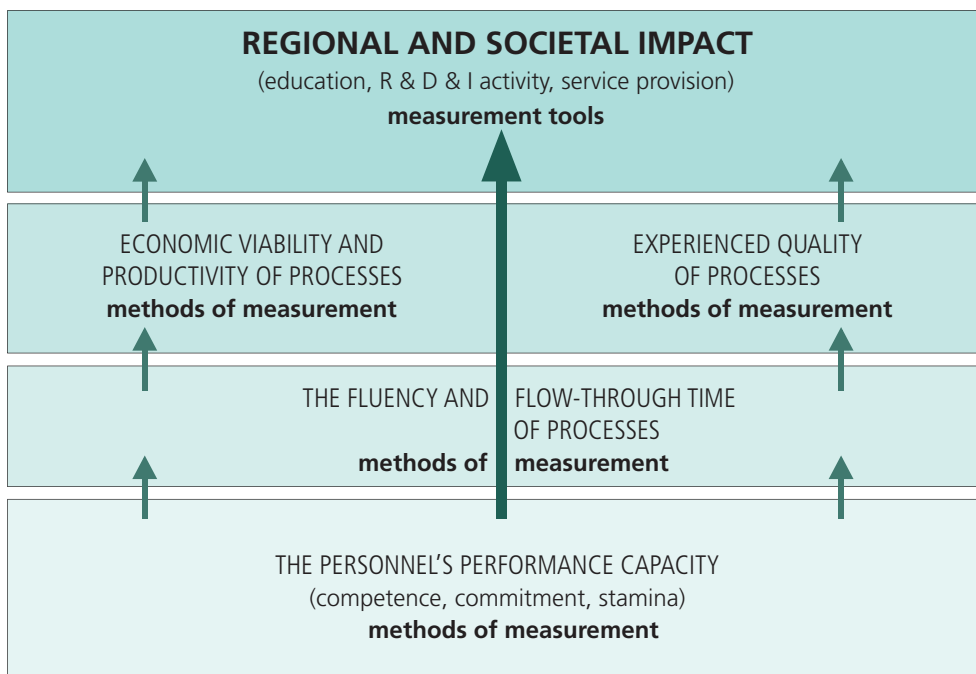 REGIONAL AND SOCIETAL IMPACT
(education, R & D & I activity, service provision)
measurement tools
ECONOMIC VIABILITY AND
PRODUCTIVITY OF PROCESSES
methods of measurement
EXPERIENCED QUALITY
OF PROCESSES
methods of measurement
THE FLUENCY AND FLOW-THROUGH TIME
OF PROCESSES
methods of measurement
THE PERSONNEL'S PERFORMANCE CAPACITY
(competence, commitment, stamina)
methods of measurement